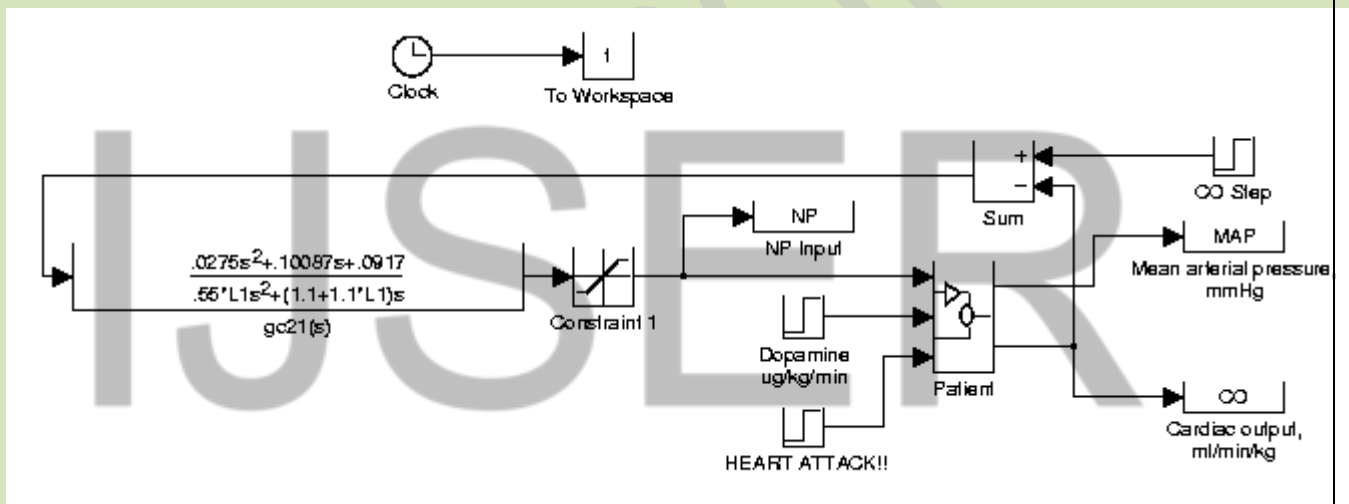 1
Clock
To Workspace
IJSER
+
−
CO Step
Sum
NP
NP Input
MAP
Mean arterial pressure,
mmHg
.0275s²+.10087s+.0917
.55*L1s²+(1.1+1.1*L1)s
gc21(s)
Constraint 1
Dopamine
ug/kg/min
Patient
CO
Cardiac output,
ml/min/kg
HEART ATTACK!!